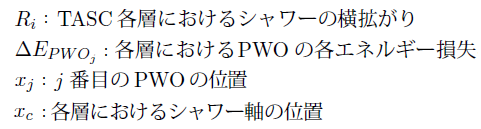 R_i：TASC 各層におけるシャワーの横拡がり
ΔE_{PWO_j}：各層におけるPWO の各エネルギー損失
x_j：j 番目の PWO の位置
x_c：各層におけるシャワー軸の位置